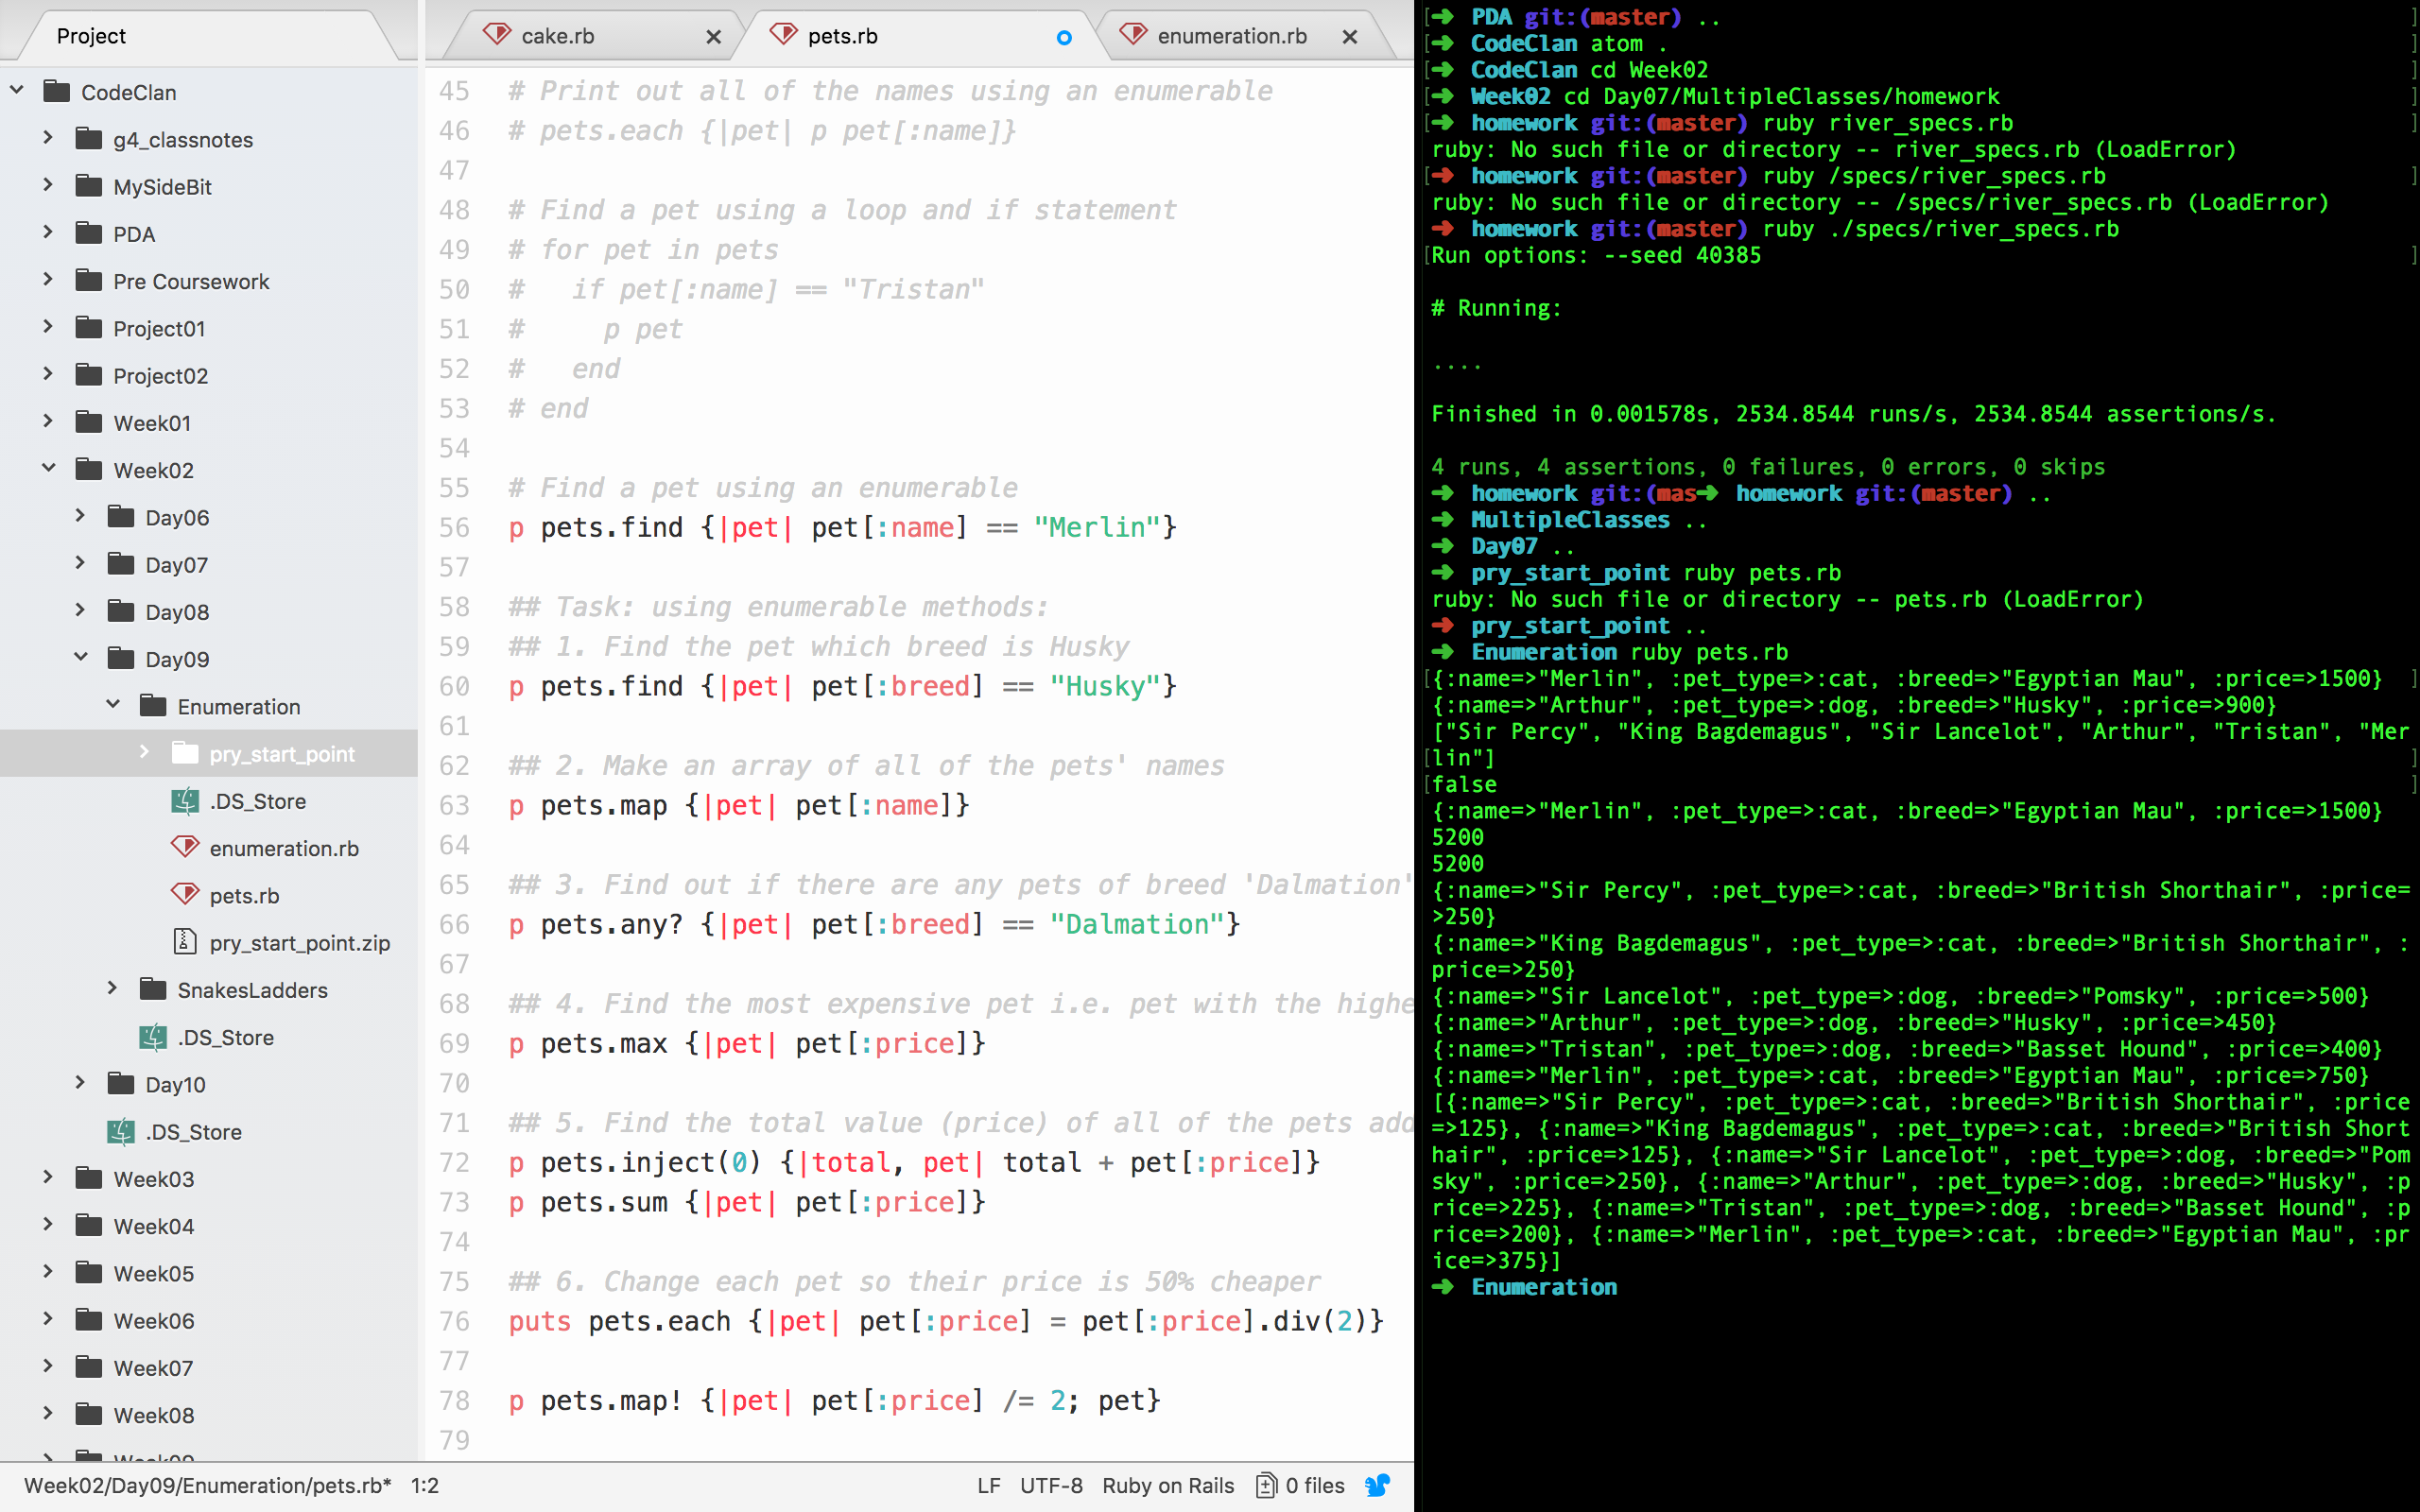 Project
CodeClan
g4_classnotes
MySideBit
PDA
Pre Coursework
Project01
Project02
Week01
Week02
Day06
Day07
Day08
Day09
Enumeration
pry_start_point
.DS_Store
enumeration.rb
pets.rb
pry_start_point.zip
SnakesLadders
.DS_Store
Day10
.DS_Store
Week03
Week04
Week05
Week06
Week07
Week08
cake.rb
pets.rb
enumeration.rb
45 # Print out all of the names using an enumerable
46 # pets.each {|pet| p pet[:name]}
47
48 # Find a pet using a loop and if statement
49 # for pet in pets
50 #   if pet[:name] == "Tristan"
51 #     p pet
52 #   end
53 # end
54
55 # Find a pet using an enumerable
56 p pets.find {|pet| pet[:name] == "Merlin"}
57
58 ## Task: using enumerable methods:
59 ## 1. Find the pet which breed is Husky
60 p pets.find {|pet| pet[:breed] == "Husky"}
61
62 ## 2. Make an array of all of the pets' names
63 p pets.map {|pet| pet[:name]}
64
65 ## 3. Find out if there are any pets of breed 'Dalmation'
66 p pets.any? {|pet| pet[:breed] == "Dalmation"}
67
68 ## 4. Find the most expensive pet i.e. pet with the highe
69 p pets.max {|pet| pet[:price]}
70
71 ## 5. Find the total value (price) of all of the pets add
72 p pets.inject(0) {|total, pet| total + pet[:price]}
73 p pets.sum {|pet| pet[:price]}
74
75 ## 6. Change each pet so their price is 50% cheaper
76 puts pets.each {|pet| pet[:price] = pet[:price].div(2)}
77
78 p pets.map! {|pet| pet[:price] /= 2; pet}
79
Week02/Day09/Enumeration/pets.rb* 1:2
LF UTF-8 Ruby on Rails 0 files
[➜ PDA git:(master) .. ]
[➜ CodeClan atom . ]
[➜ CodeClan cd Week02 ]
[➜ Week02 cd Day07/MultipleClasses/homework ]
[➜ homework git:(master) ruby river_specs.rb ]
ruby: No such file or directory -- river_specs.rb (LoadError)
[➜ homework git:(master) ruby /specs/river_specs.rb ]
ruby: No such file or directory -- /specs/river_specs.rb (LoadError)
➜ homework git:(master) ruby ./specs/river_specs.rb
[Run options: --seed 40385 ]
# Running:
....
Finished in 0.001578s, 2534.8544 runs/s, 2534.8544 assertions/s.
4 runs, 4 assertions, 0 failures, 0 errors, 0 skips
➜ homework git:(mas➜ homework git:(master) ..
➜ MultipleClasses ..
➜ Day07 ..
➜ pry_start_point ruby pets.rb
ruby: No such file or directory -- pets.rb (LoadError)
➜ pry_start_point ..
➜ Enumeration ruby pets.rb
[{:name=>"Merlin", :pet_type=>:cat, :breed=>"Egyptian Mau", :price=>1500} ]
{:name=>"Arthur", :pet_type=>:dog, :breed=>"Husky", :price=>900}
["Sir Percy", "King Bagdemagus", "Sir Lancelot", "Arthur", "Tristan", "Mer
[lin"] ]
[false ]
{:name=>"Merlin", :pet_type=>:cat, :breed=>"Egyptian Mau", :price=>1500}
5200
5200
{:name=>"Sir Percy", :pet_type=>:cat, :breed=>"British Shorthair", :price=
>250}
{:name=>"King Bagdemagus", :pet_type=>:cat, :breed=>"British Shorthair", :
price=>250}
{:name=>"Sir Lancelot", :pet_type=>:dog, :breed=>"Pomsky", :price=>500}
{:name=>"Arthur", :pet_type=>:dog, :breed=>"Husky", :price=>450}
{:name=>"Tristan", :pet_type=>:dog, :breed=>"Basset Hound", :price=>400}
{:name=>"Merlin", :pet_type=>:cat, :breed=>"Egyptian Mau", :price=>750}
[{:name=>"Sir Percy", :pet_type=>:cat, :breed=>"British Shorthair", :price
=>125}, {:name=>"King Bagdemagus", :pet_type=>:cat, :breed=>"British Short
hair", :price=>125}, {:name=>"Sir Lancelot", :pet_type=>:dog, :breed=>"Pom
sky", :price=>250}, {:name=>"Arthur", :pet_type=>:dog, :breed=>"Husky", :p
rice=>225}, {:name=>"Tristan", :pet_type=>:dog, :breed=>"Basset Hound", :p
rice=>200}, {:name=>"Merlin", :pet_type=>:cat, :breed=>"Egyptian Mau", :pr
ice=>375}]
➜ Enumeration